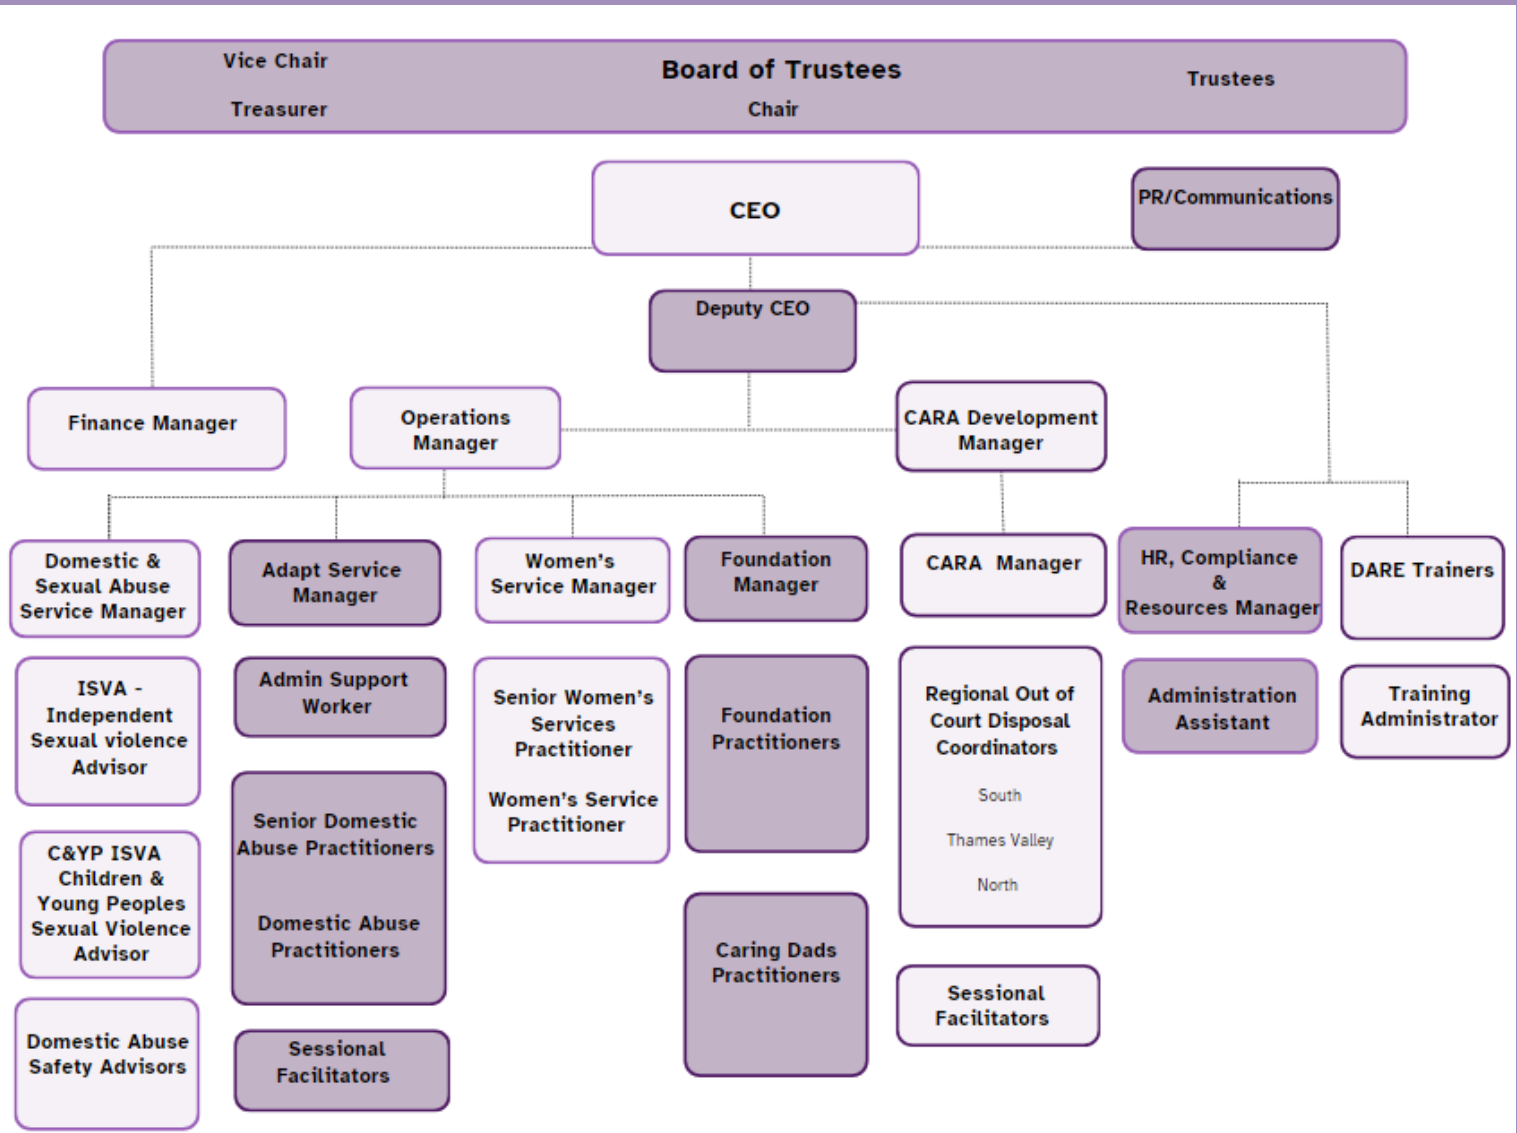 Vice Chair
Board of Trustees
Trustees
Treasurer
Chair
CEO
PR/Communications
Deputy CEO
Finance Manager
Operations
Manager
CARA Development
Manager
Domestic &
Sexual Abuse
Service Manager
Adapt Service
Manager
Women's
Service Manager
Foundation
Manager
CARA Manager
HR, Compliance
&
Resources Manager
DARE Trainers
ISVA -
Independent
Sexual violence
Advisor
C&YP ISVA
Children &
Young Peoples
Sexual Violence
Advisor
Domestic Abuse
Safety Advisors
Admin Support
Worker
Senior Domestic
Abuse Practitioners
Domestic Abuse
Practitioners
Sessional
Facilitators
Senior Women's
Services
Practitioner
Women's Service
Practitioner
Foundation
Practitioners
Caring Dads
Practitioners
Regional Out of
Court Disposal
Coordinators
South
Thames Valley
North
Sessional
Facilitators
Administration
Assistant
Training
Administrator